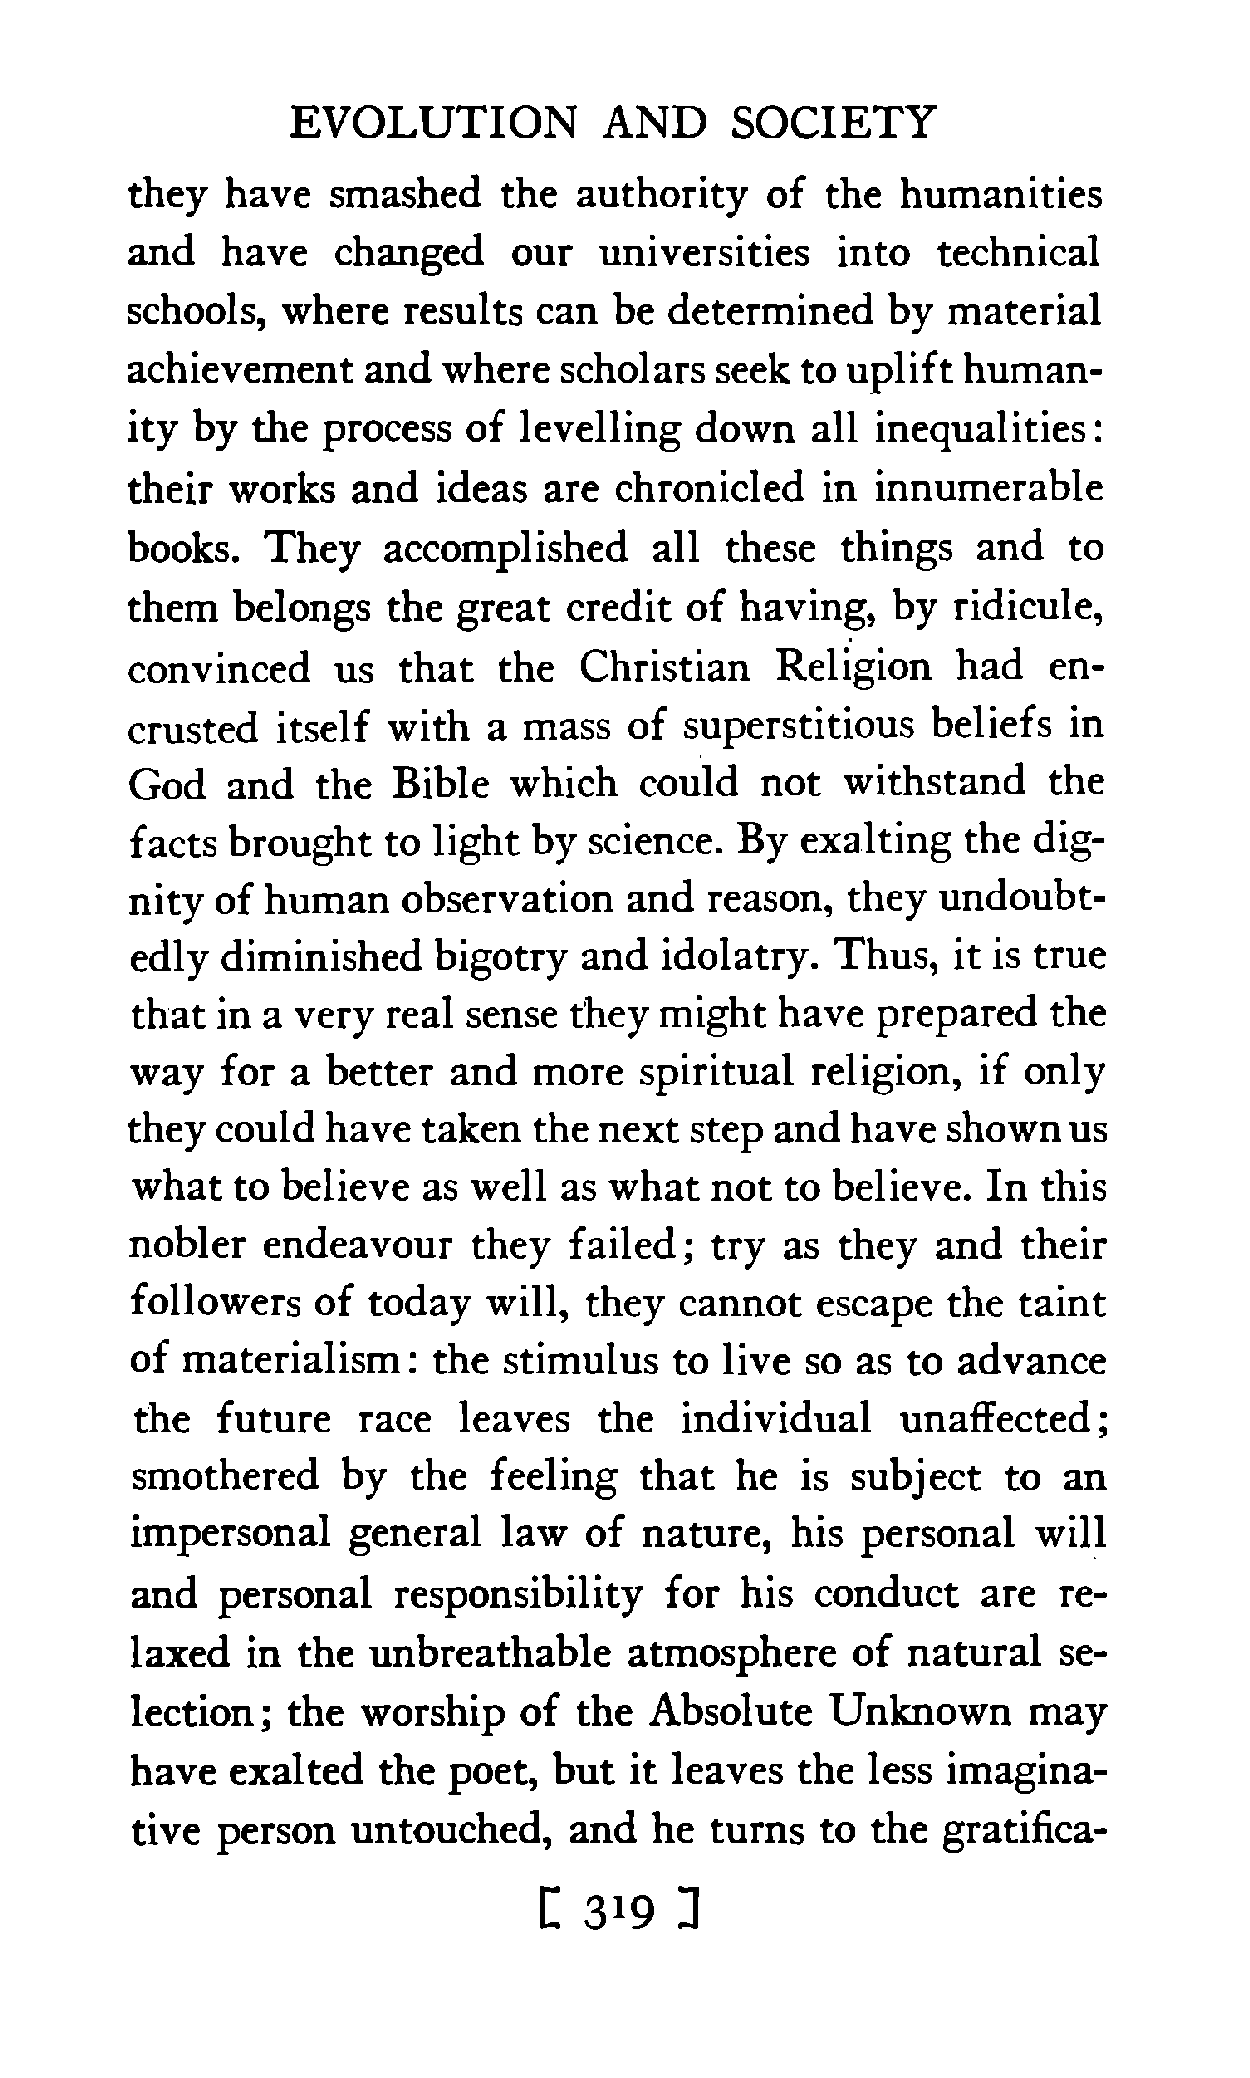 EVOLUTION AND SOCIETY
they have smashed the authority of the humanities
and have changed our universities into technical
schools, where results can be determined by material
achievement and where scholars seek to uplift human-
ity by the process of levelling down all inequalities:
their works and ideas are chronicled in innumerable
books. They accomplished all these things and to
them belongs the great credit of having, by ridicule,
convinced us that the Christian Religion had en-
crusted itself with a mass of superstitious beliefs in
God and the Bible which could not withstand the
facts brought to light by science. By exalting the dig-
nity of human observation and reason, they undoubt-
edly diminished bigotry and idolatry. Thus, it is true
that in a very real sense they might have prepared the
way for a better and more spiritual religion, if only
they could have taken the next step and have shown us
what to believe as well as what not to believe. In this
nobler endeavour they failed; try as they and their
followers of today will, they cannot escape the taint
of materialism: the stimulus to live so as to advance
the future race leaves the individual unaffected;
smothered by the feeling that he is subject to an
impersonal general law of nature, his personal will
and personal responsibility for his conduct are re-
laxed in the unbreathable atmosphere of natural se-
lection; the worship of the Absolute Unknown may
have exalted the poet, but it leaves the less imagina-
tive person untouched, and he turns to the gratifica-
[ 319 ]